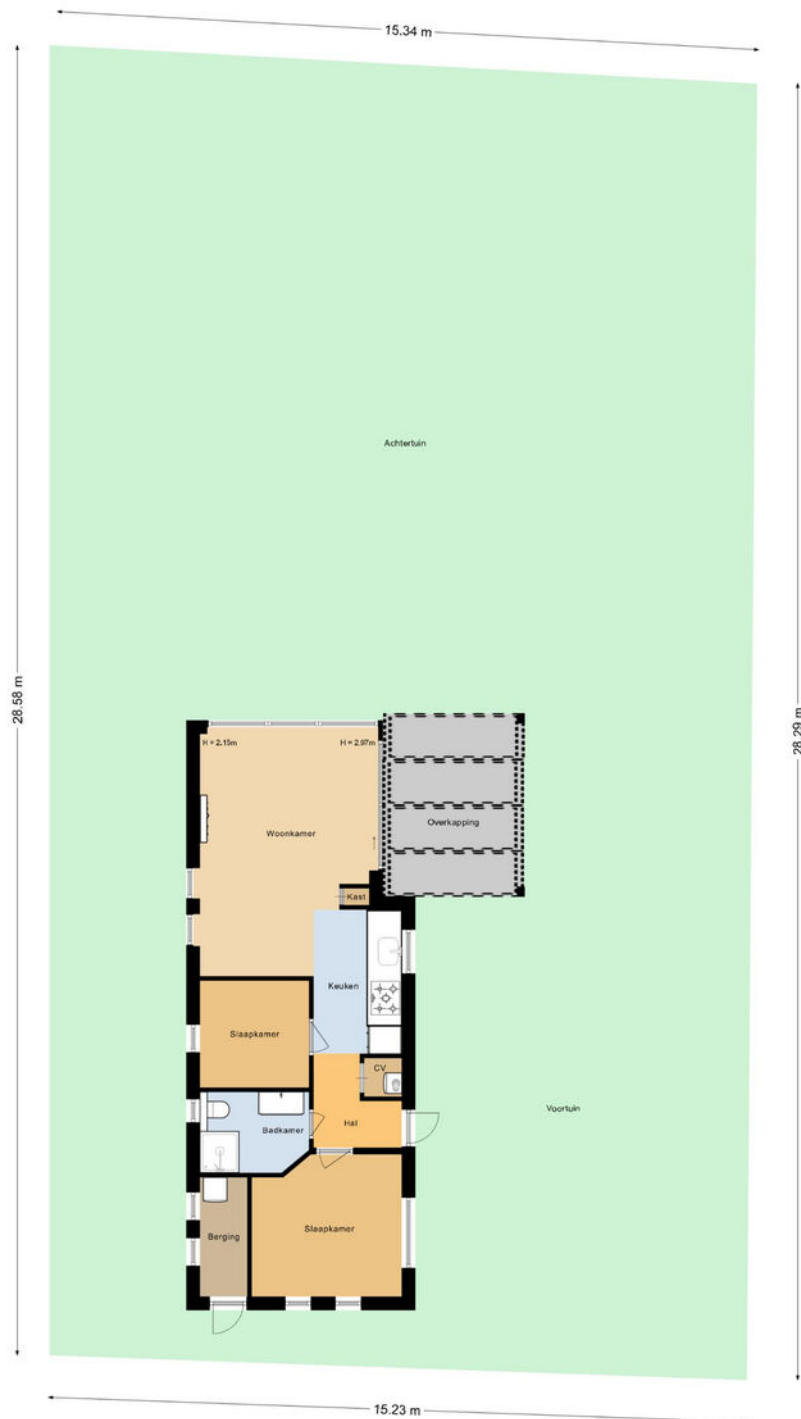 15.34 m
28.58 m
28.29 m
Achtertuin
H = 2.15m
H = 2.97m
Woonkamer
Overkapping
Kast
Keuken
Slaapkamer
CV
Badkamer
Hal
Voortuin
Slaapkamer
Berging
15.23 m